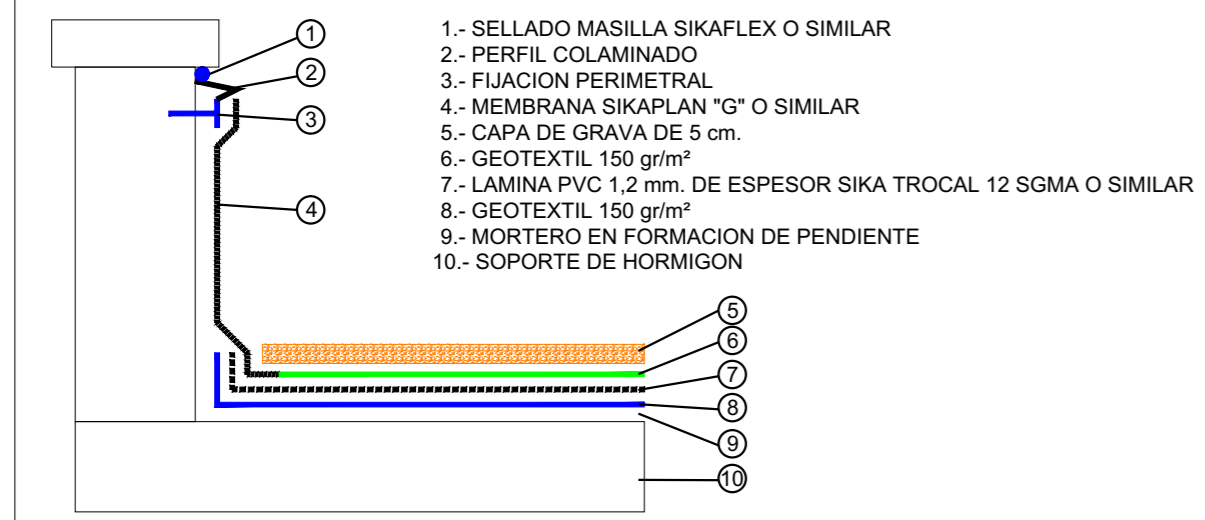 1.- SELLADO MASILLA SIKAFLEX O SIMILAR
2.- PERFIL COLAMINADO
3.- FIJACION PERIMETRAL
4.- MEMBRANA SIKAPLAN "G" O SIMILAR
5.- CAPA DE GRAVA DE 5 cm.
6.- GEOTEXTIL 150 gr/m²
7.- LAMINA PVC 1,2 mm. DE ESPESOR SIKA TROCAL 12 SGMA O SIMILAR
8.- GEOTEXTIL 150 gr/m²
9.- MORTERO EN FORMACION DE PENDIENTE
10.- SOPORTE DE HORMIGON
1
2
3
4
5
6
7
8
9
10